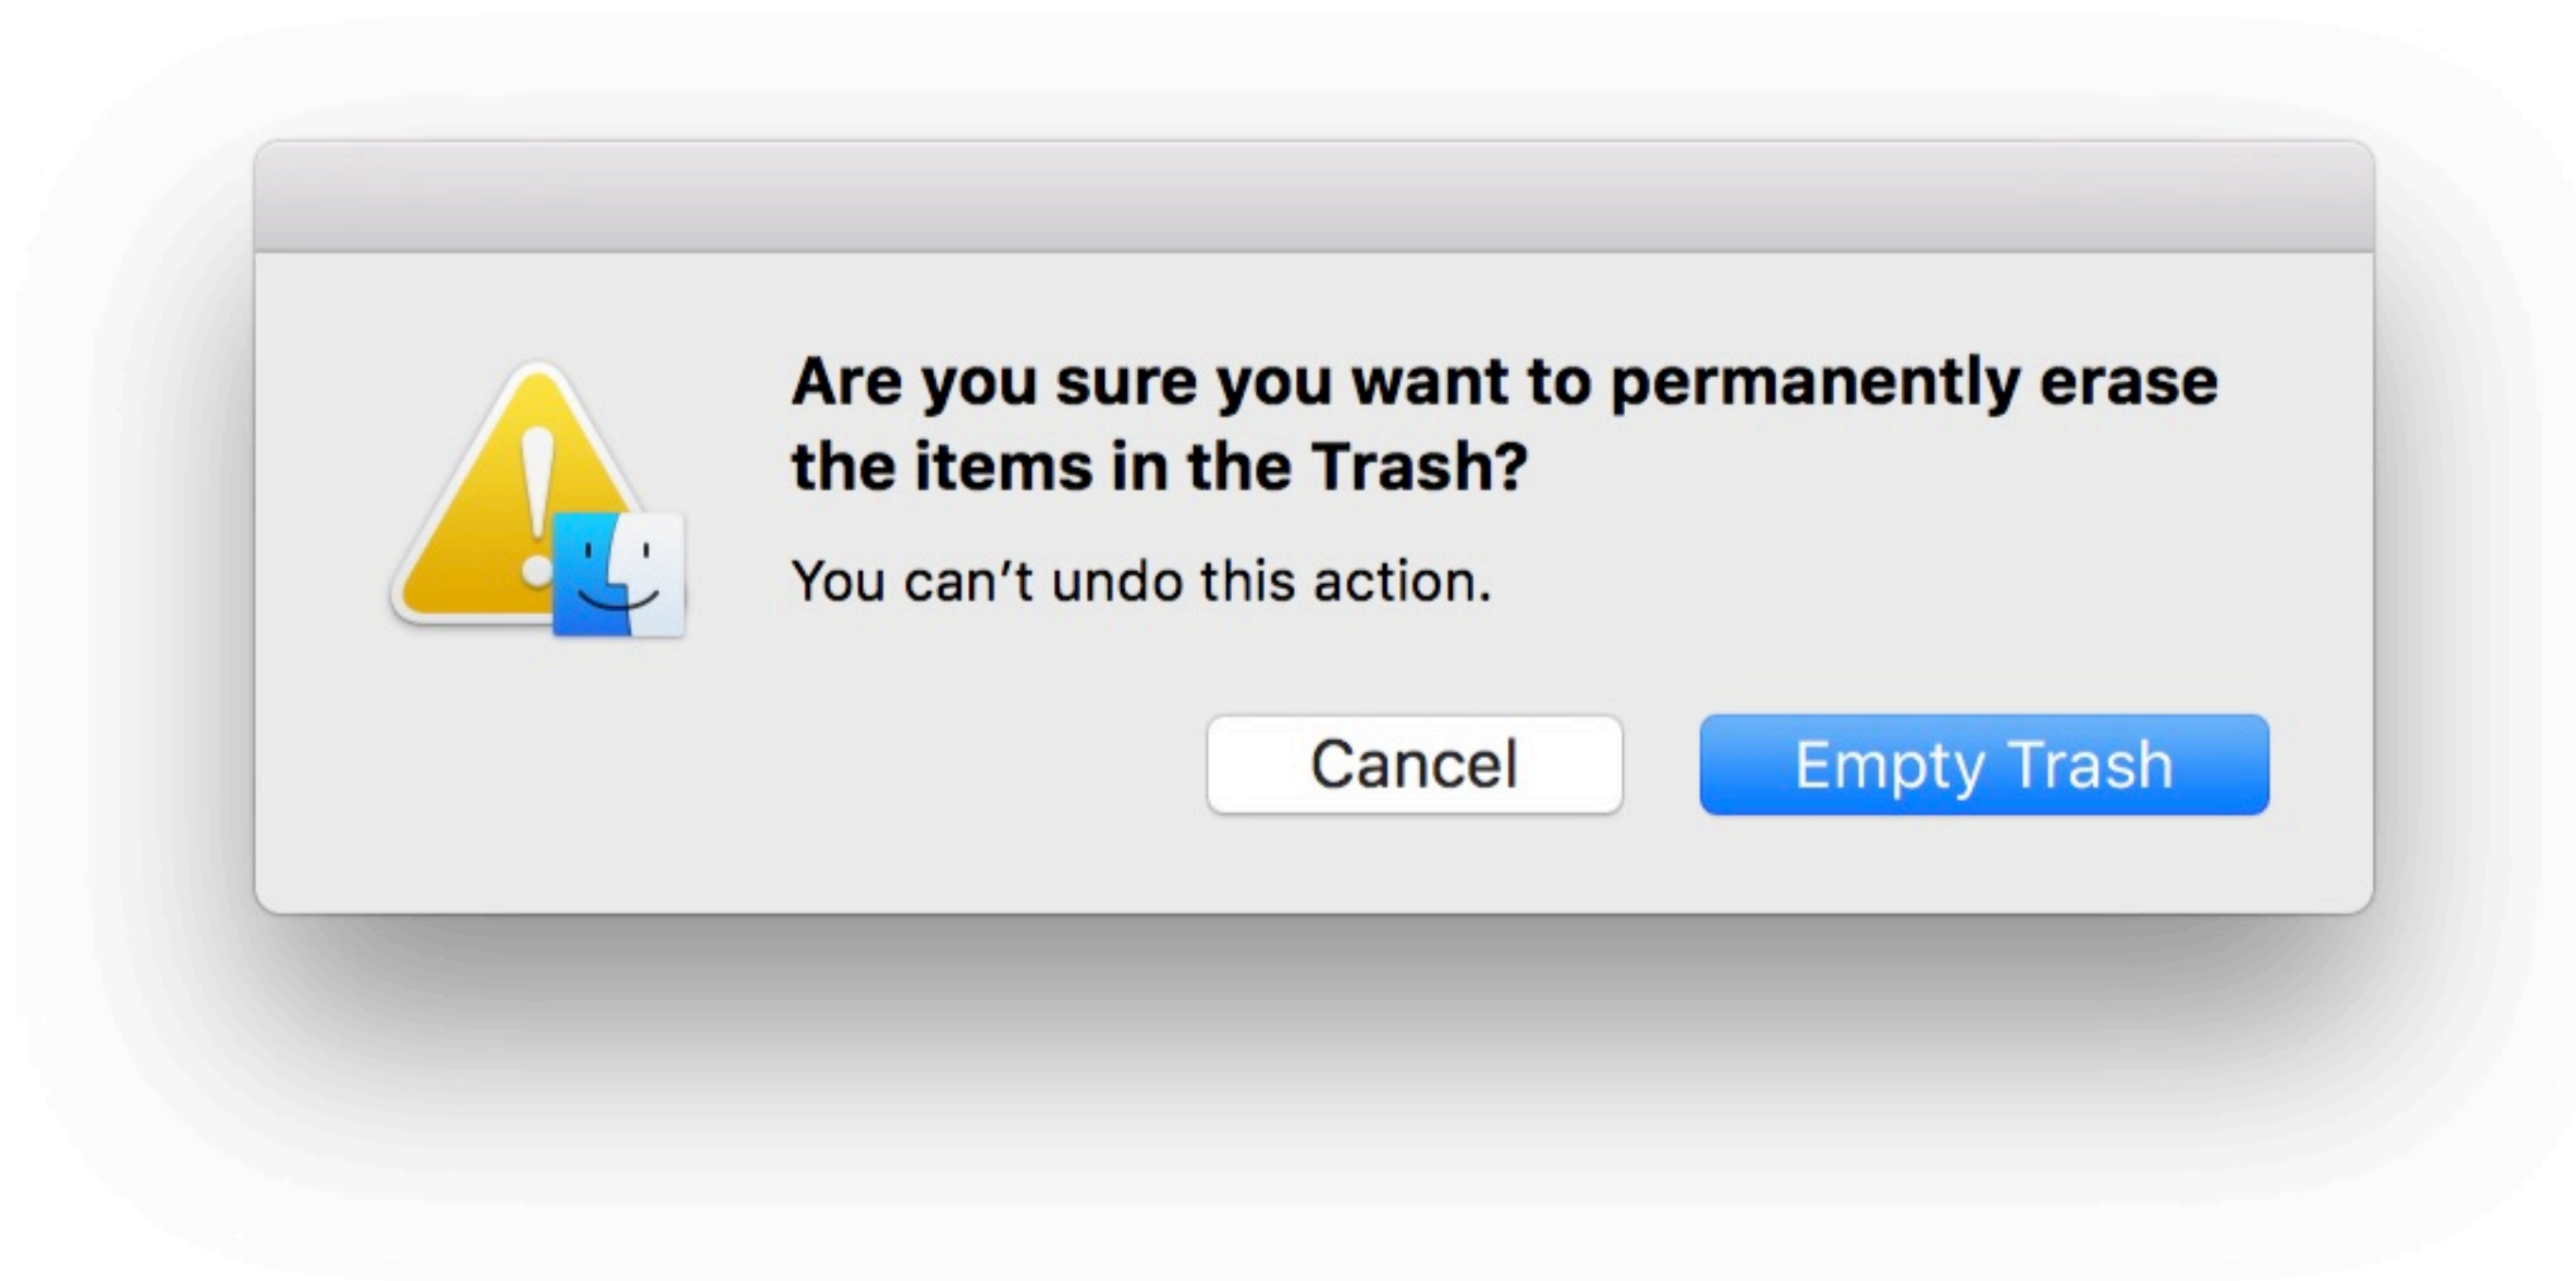 Are you sure you want to permanently erase
the items in the Trash?
You can’t undo this action.
Cancel
Empty Trash